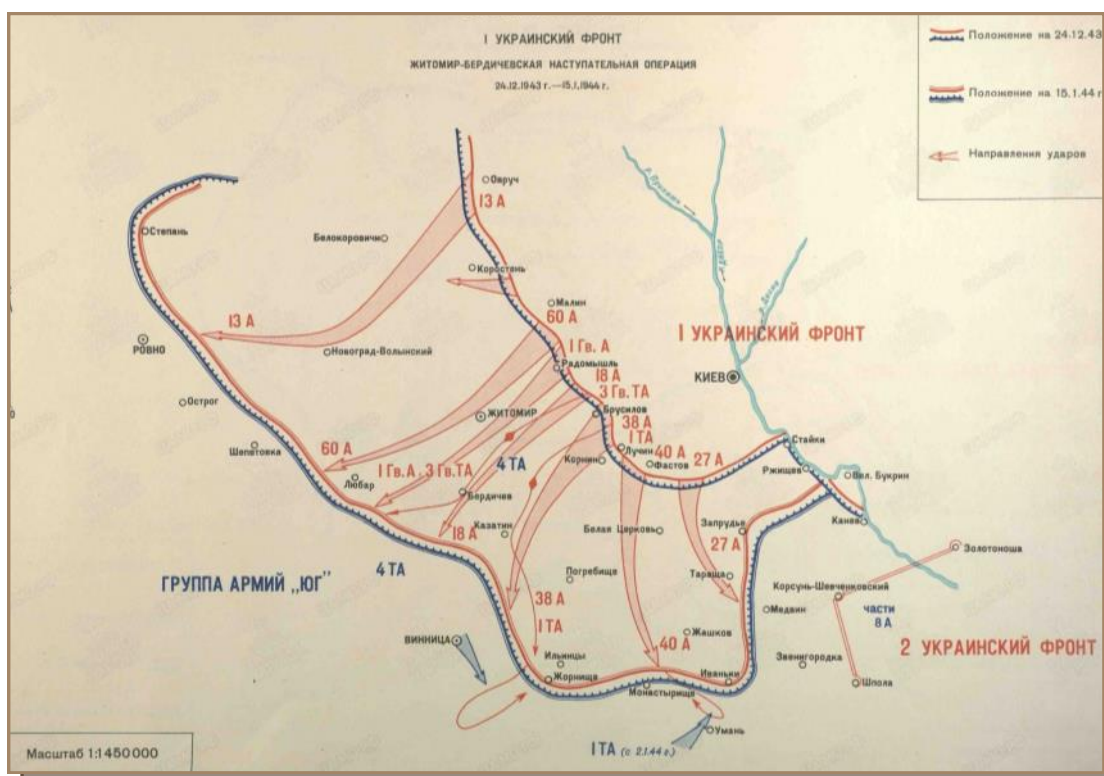 I УКРАИНСКИЙ ФРОНТ
ЖИТОМИР-БЕРДИЧЕВСКАЯ НАСТУПАТЕЛЬНАЯ ОПЕРАЦИЯ
24.12.1943 г.—15.1.1944 г.
Положение на 24.12.43
Положение на 15.1.44 г
Направления ударов
Овруч
13 А
Степань
Белокоровичи
Коростень
р. Припять
р. Днепр
р. Десна
Малин
60 А
13 А
РОВНО
Новоград-Волынский
I Гв. А
Радомышль
I УКРАИНСКИЙ ФРОНТ
18 А
КИЕВ
3 Гв. ТА
Острог
ЖИТОМИР
Брусилов
38 А
I ТА
Стайки
Шепетовка
60 А
I Гв. А
3 Гв. ТА
4 ТА
Корнин
Лучин
40 А
Фастов
27 А
Ржищев
Вел. Букрин
Любар
Бердичев
Казатин
18 А
Белая Церковь
Запрудье
27 А
Канев
Золотоноша
ГРУППА АРМИЙ „ЮГ"
4 ТА
Погребище
Тараща
Корсунь-Шевченковский
38 А
I ТА
Медвин
части
8 А
ВИННИЦА
Жашков
40 А
2 УКРАИНСКИЙ ФРОНТ
Ильинцы
Звенигородка
Жорнище
Монастырище
Иваньки
Шпола
Умань
I ТА (с 2.1.44 г.)
Масштаб 1:1450000